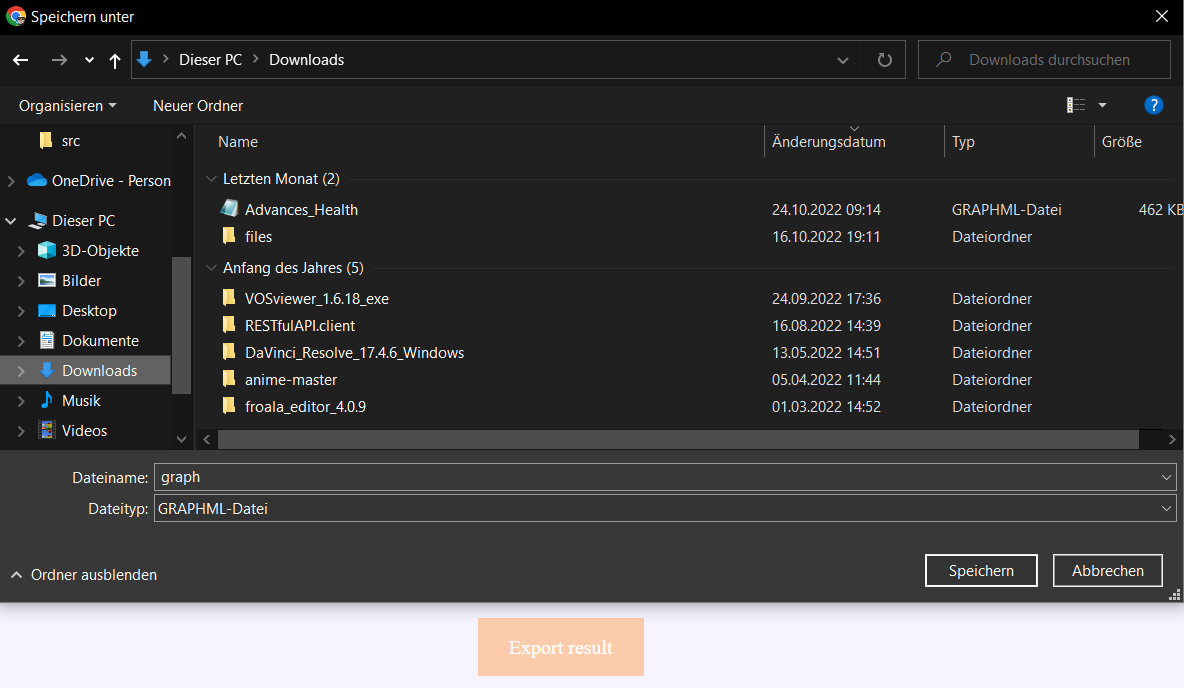 Speichern unter
Dieser PC Downloads
Downloads durchsuchen
Organisieren Neuer Ordner
src
OneDrive - Person
Dieser PC
3D-Objekte
Bilder
Desktop
Dokumente
Downloads
Musik
Videos
Name Änderungsdatum Typ Größe
Letzten Monat (2)
Advances_Health 24.10.2022 09:14 GRAPHML-Datei 462 KB
files 16.10.2022 19:11 Dateiordner
Anfang des Jahres (5)
VOSviewer_1.6.18_exe 24.09.2022 17:36 Dateiordner
RESTfulAPI.client 16.08.2022 14:39 Dateiordner
DaVinci_Resolve_17.4.6_Windows 13.05.2022 14:51 Dateiordner
anime-master 05.04.2022 11:44 Dateiordner
froala_editor_4.0.9 01.03.2022 14:52 Dateiordner
Dateiname: graph
Dateityp: GRAPHML-Datei
Ordner ausblenden
Speichern Abbrechen
Export result